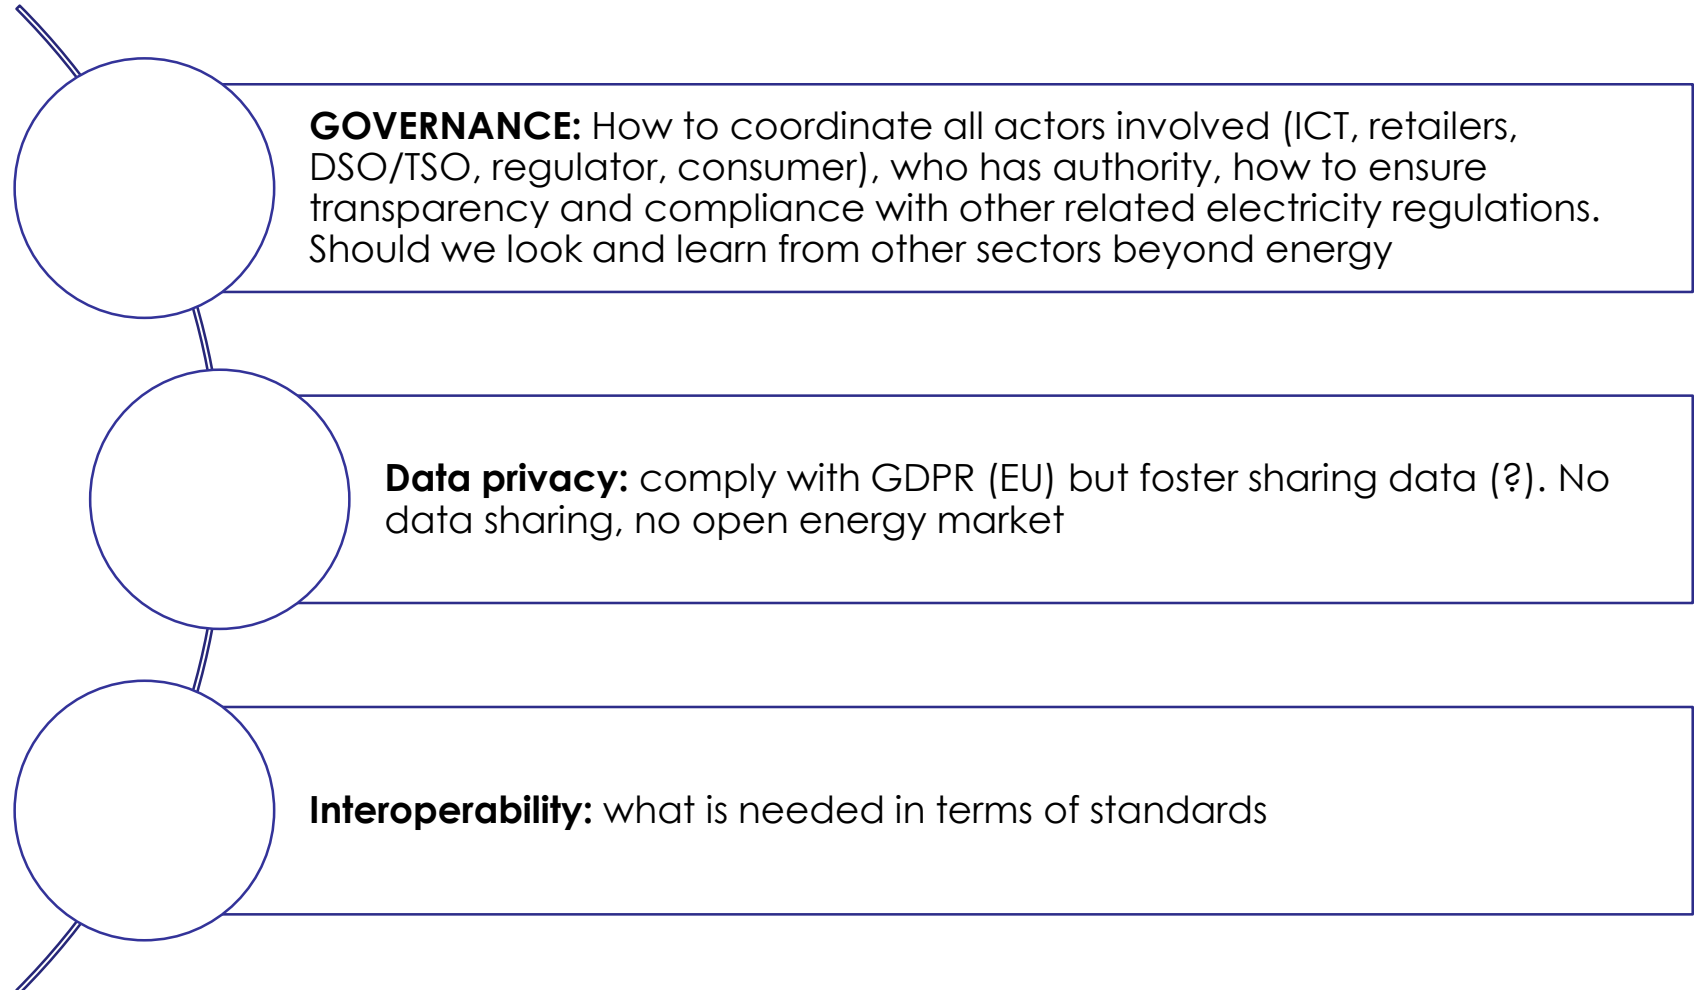 GOVERNANCE: How to coordinate all actors involved (ICT, retailers,
DSO/TSO, regulator, consumer), who has authority, how to ensure
transparency and compliance with other related electricity regulations.
Should we look and learn from other sectors beyond energy
Data privacy: comply with GDPR (EU) but foster sharing data (?). No
data sharing, no open energy market
Interoperability: what is needed in terms of standards